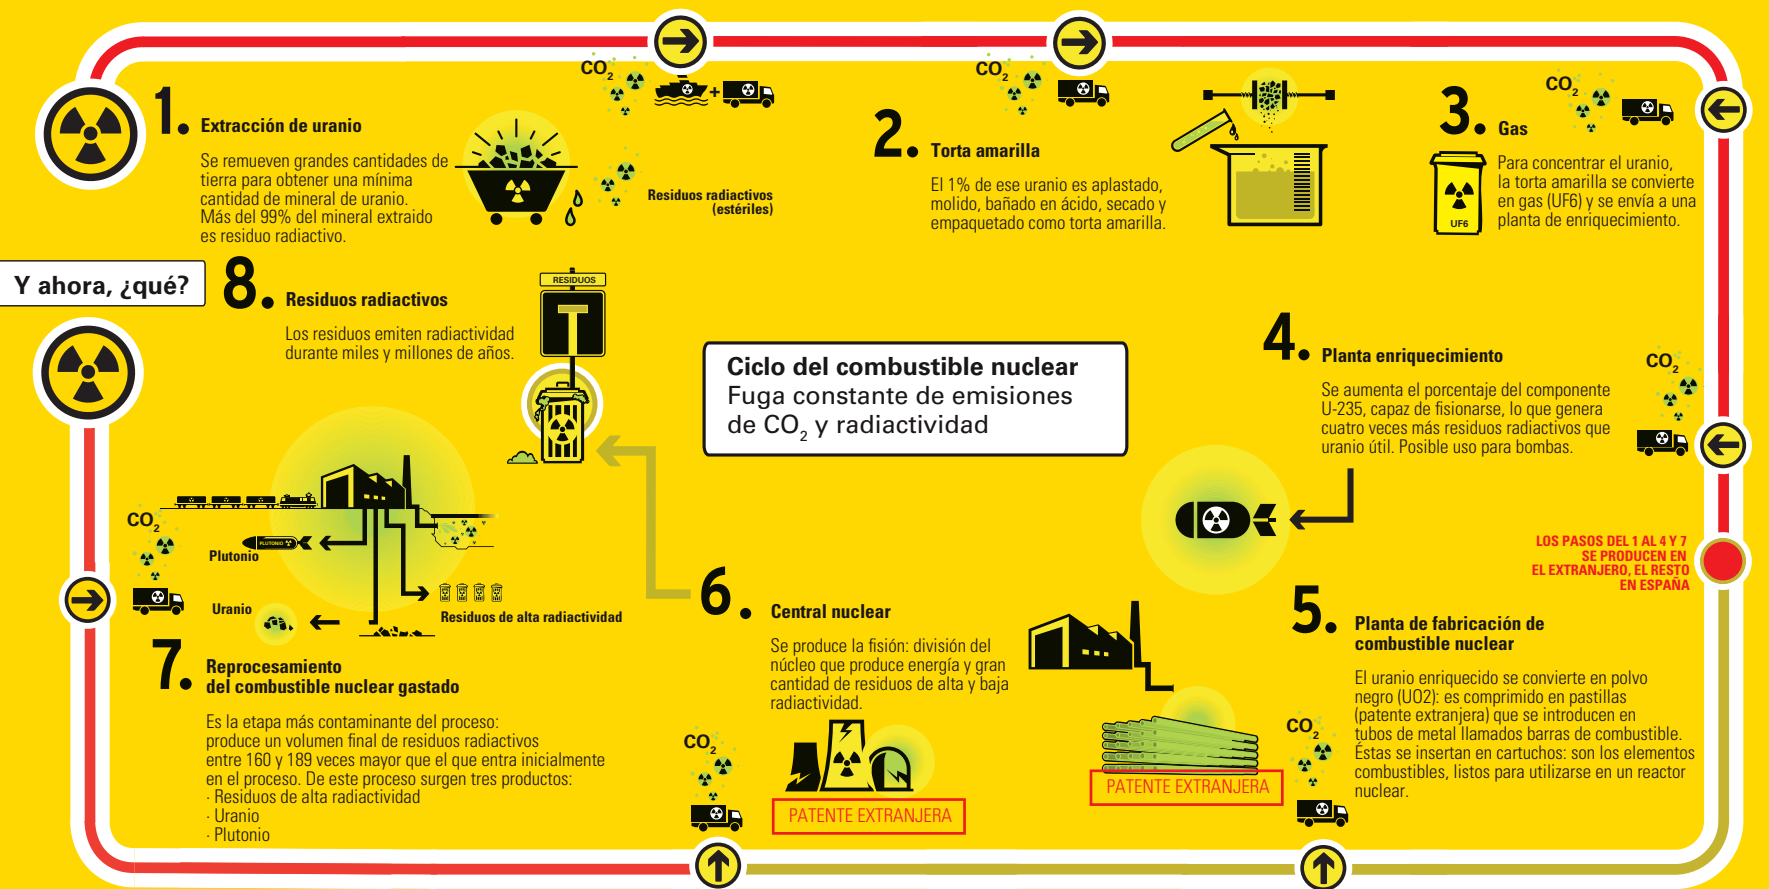 CO2
1. Extracción de uranio
Se remueven grandes cantidades de
tierra para obtener una mínima
cantidad de mineral de uranio.
Más del 99% del mineral extraido
es residuo radiactivo.
+
Residuos radiactivos
(estériles)
CO2
2. Torta amarilla
El 1% de ese uranio es aplastado,
molido, bañado en ácido, secado y
empaquetado como torta amarilla.
CO2
3. Gas
Para concentrar el uranio,
la torta amarilla se convierte
en gas (UF6) y se envía a una
planta de enriquecimiento.
UF6
Y ahora, ¿qué?
8. Residuos radiactivos
Los residuos emiten radiactividad
durante miles y millones de años.
RESIDUOS
Ciclo del combustible nuclear
Fuga constante de emisiones
de CO2 y radiactividad
4. Planta enriquecimiento
Se aumenta el porcentaje del componente
U-235, capaz de fisionarse, lo que genera
cuatro veces más residuos radiactivos que
uranio útil. Posible uso para bombas.
CO2
LOS PASOS DEL 1 AL 4 Y 7
SE PRODUCEN EN
EL EXTRANJERO, EL RESTO
EN ESPAÑA
5. Planta de fabricación de
combustible nuclear
El uranio enriquecido se convierte en polvo
negro (UO2): es comprimido en pastillas
(patente extranjera) que se introducen en
tubos de metal llamados barras de combustible.
Éstas se insertan en cartuchos: son los elementos
combustibles, listos para utilizarse en un reactor
nuclear.
CO2
PATENTE EXTRANJERA
6. Central nuclear
Se produce la fisión: división del
núcleo que produce energía y gran
cantidad de residuos de alta y baja
radiactividad.
CO2
PATENTE EXTRANJERA
CO2
PLUTONIO
Plutonio
Uranio
Residuos de alta radiactividad
7. Reprocesamiento
del combustible nuclear gastado
Es la etapa más contaminante del proceso:
produce un volumen final de residuos radiactivos
entre 160 y 189 veces mayor que el que entra inicialmente
en el proceso. De este proceso surgen tres productos:
· Residuos de alta radiactividad
· Uranio
· Plutonio